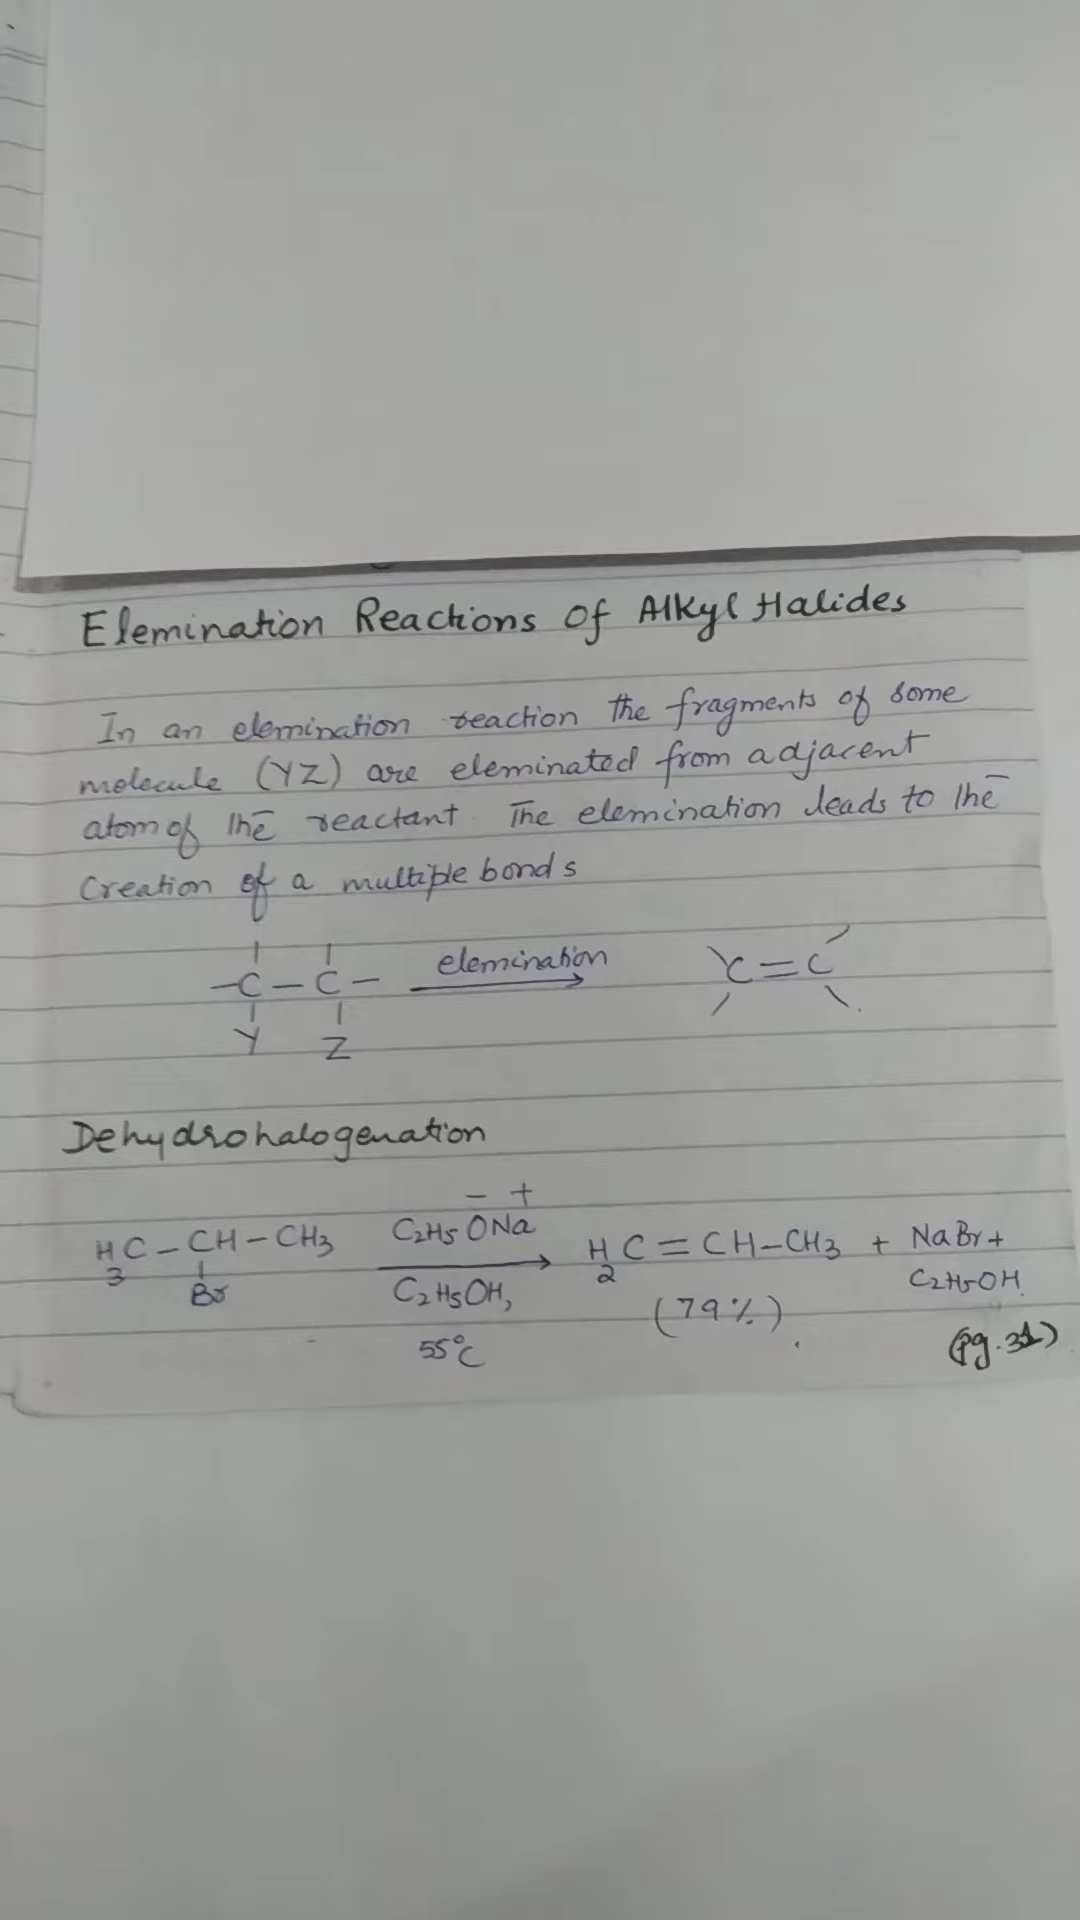 Elemination Reactions Of Alkyl Halides
In an elemination reaction the fragments of some
molecule (YZ) are eleminated from adjacent
atom of the reactant. The elemination leads to the
Creation of a multiple bonds
-C-C- elemination C=C
Y Z
Dehydrohalogenation
- +
H3C-CH-CH3 C2H5ONa H2C=CH-CH3 + NaBr+
Br C2H5OH, (79%) C2H5OH
55°C (pg.31)